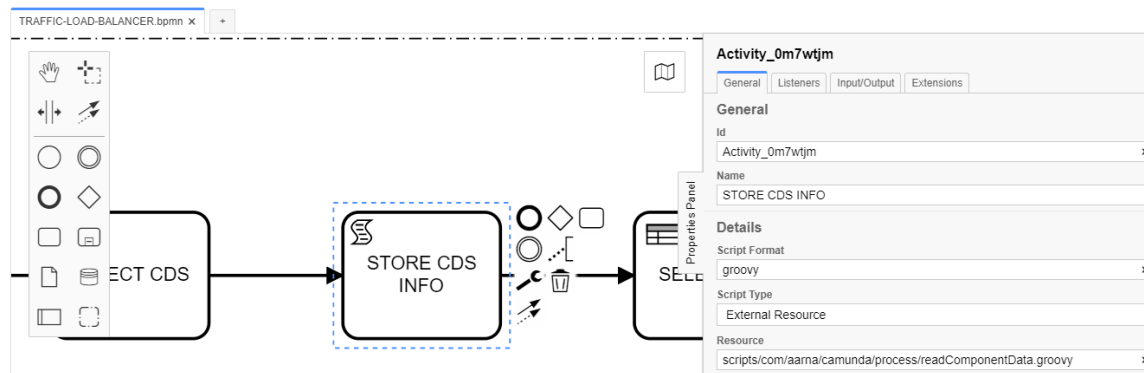 TRAFFIC-LOAD-BALANCER.bpmn ×
+
ECT CDS
STORE CDS
INFO
SELE
Properties Panel
Activity_0m7wtjm
General
Listeners
Input/Output
Extensions
General
Id
Activity_0m7wtjm
Name
STORE CDS INFO
Details
Script Format
groovy
Script Type
External Resource
Resource
scripts/com/aarna/camunda/process/readComponentData.groovy